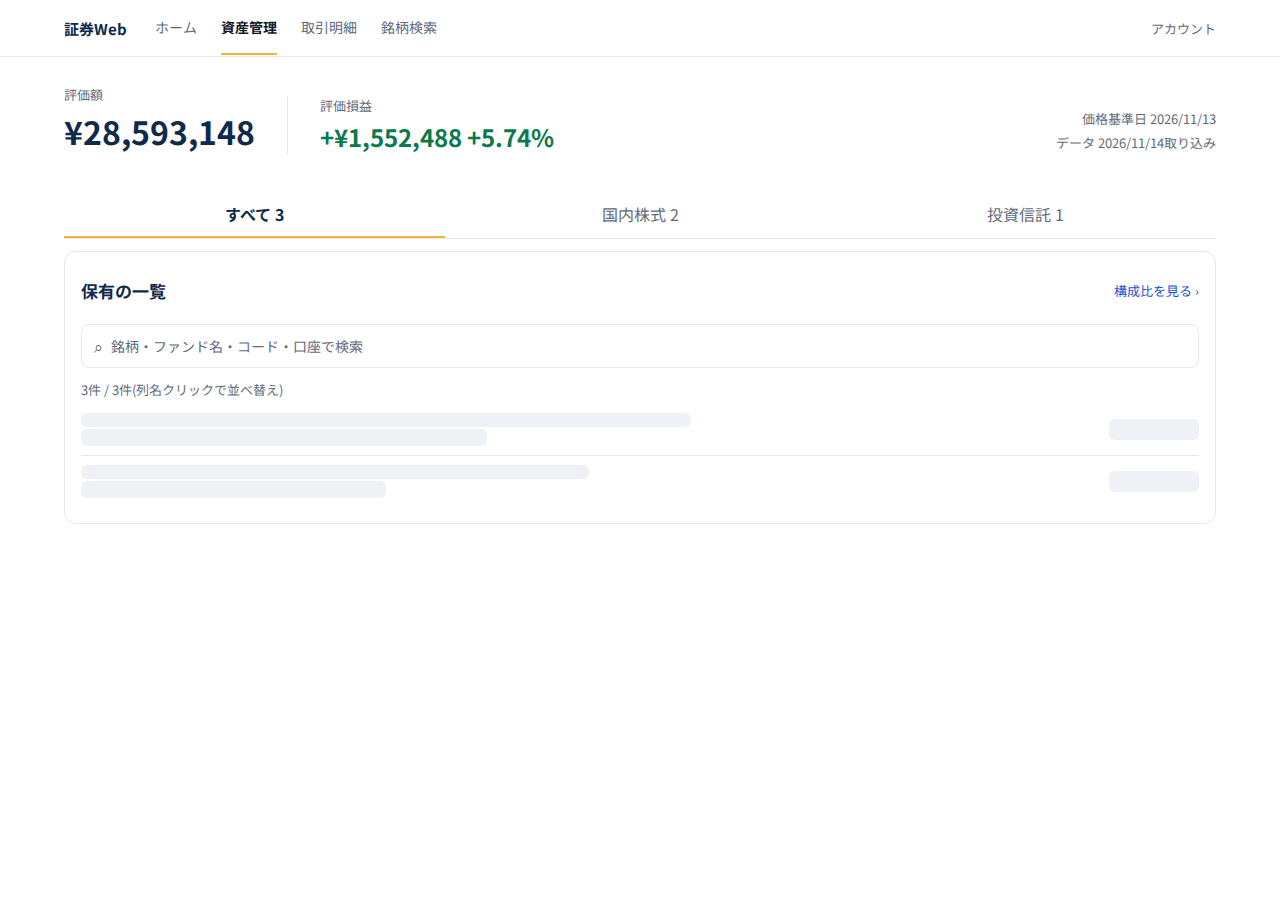 証券Web ホーム 資産管理 取引明細 銘柄検索 アカウント
評価額
¥28,593,148
評価損益
+¥1,552,488 +5.74%
価格基準日 2026/11/13
データ 2026/11/14取り込み
すべて 3 国内株式 2 投資信託 1
保有の一覧 構成比を見る ›
銘柄・ファンド名・コード・口座で検索
3件 / 3件(列名クリックで並べ替え)